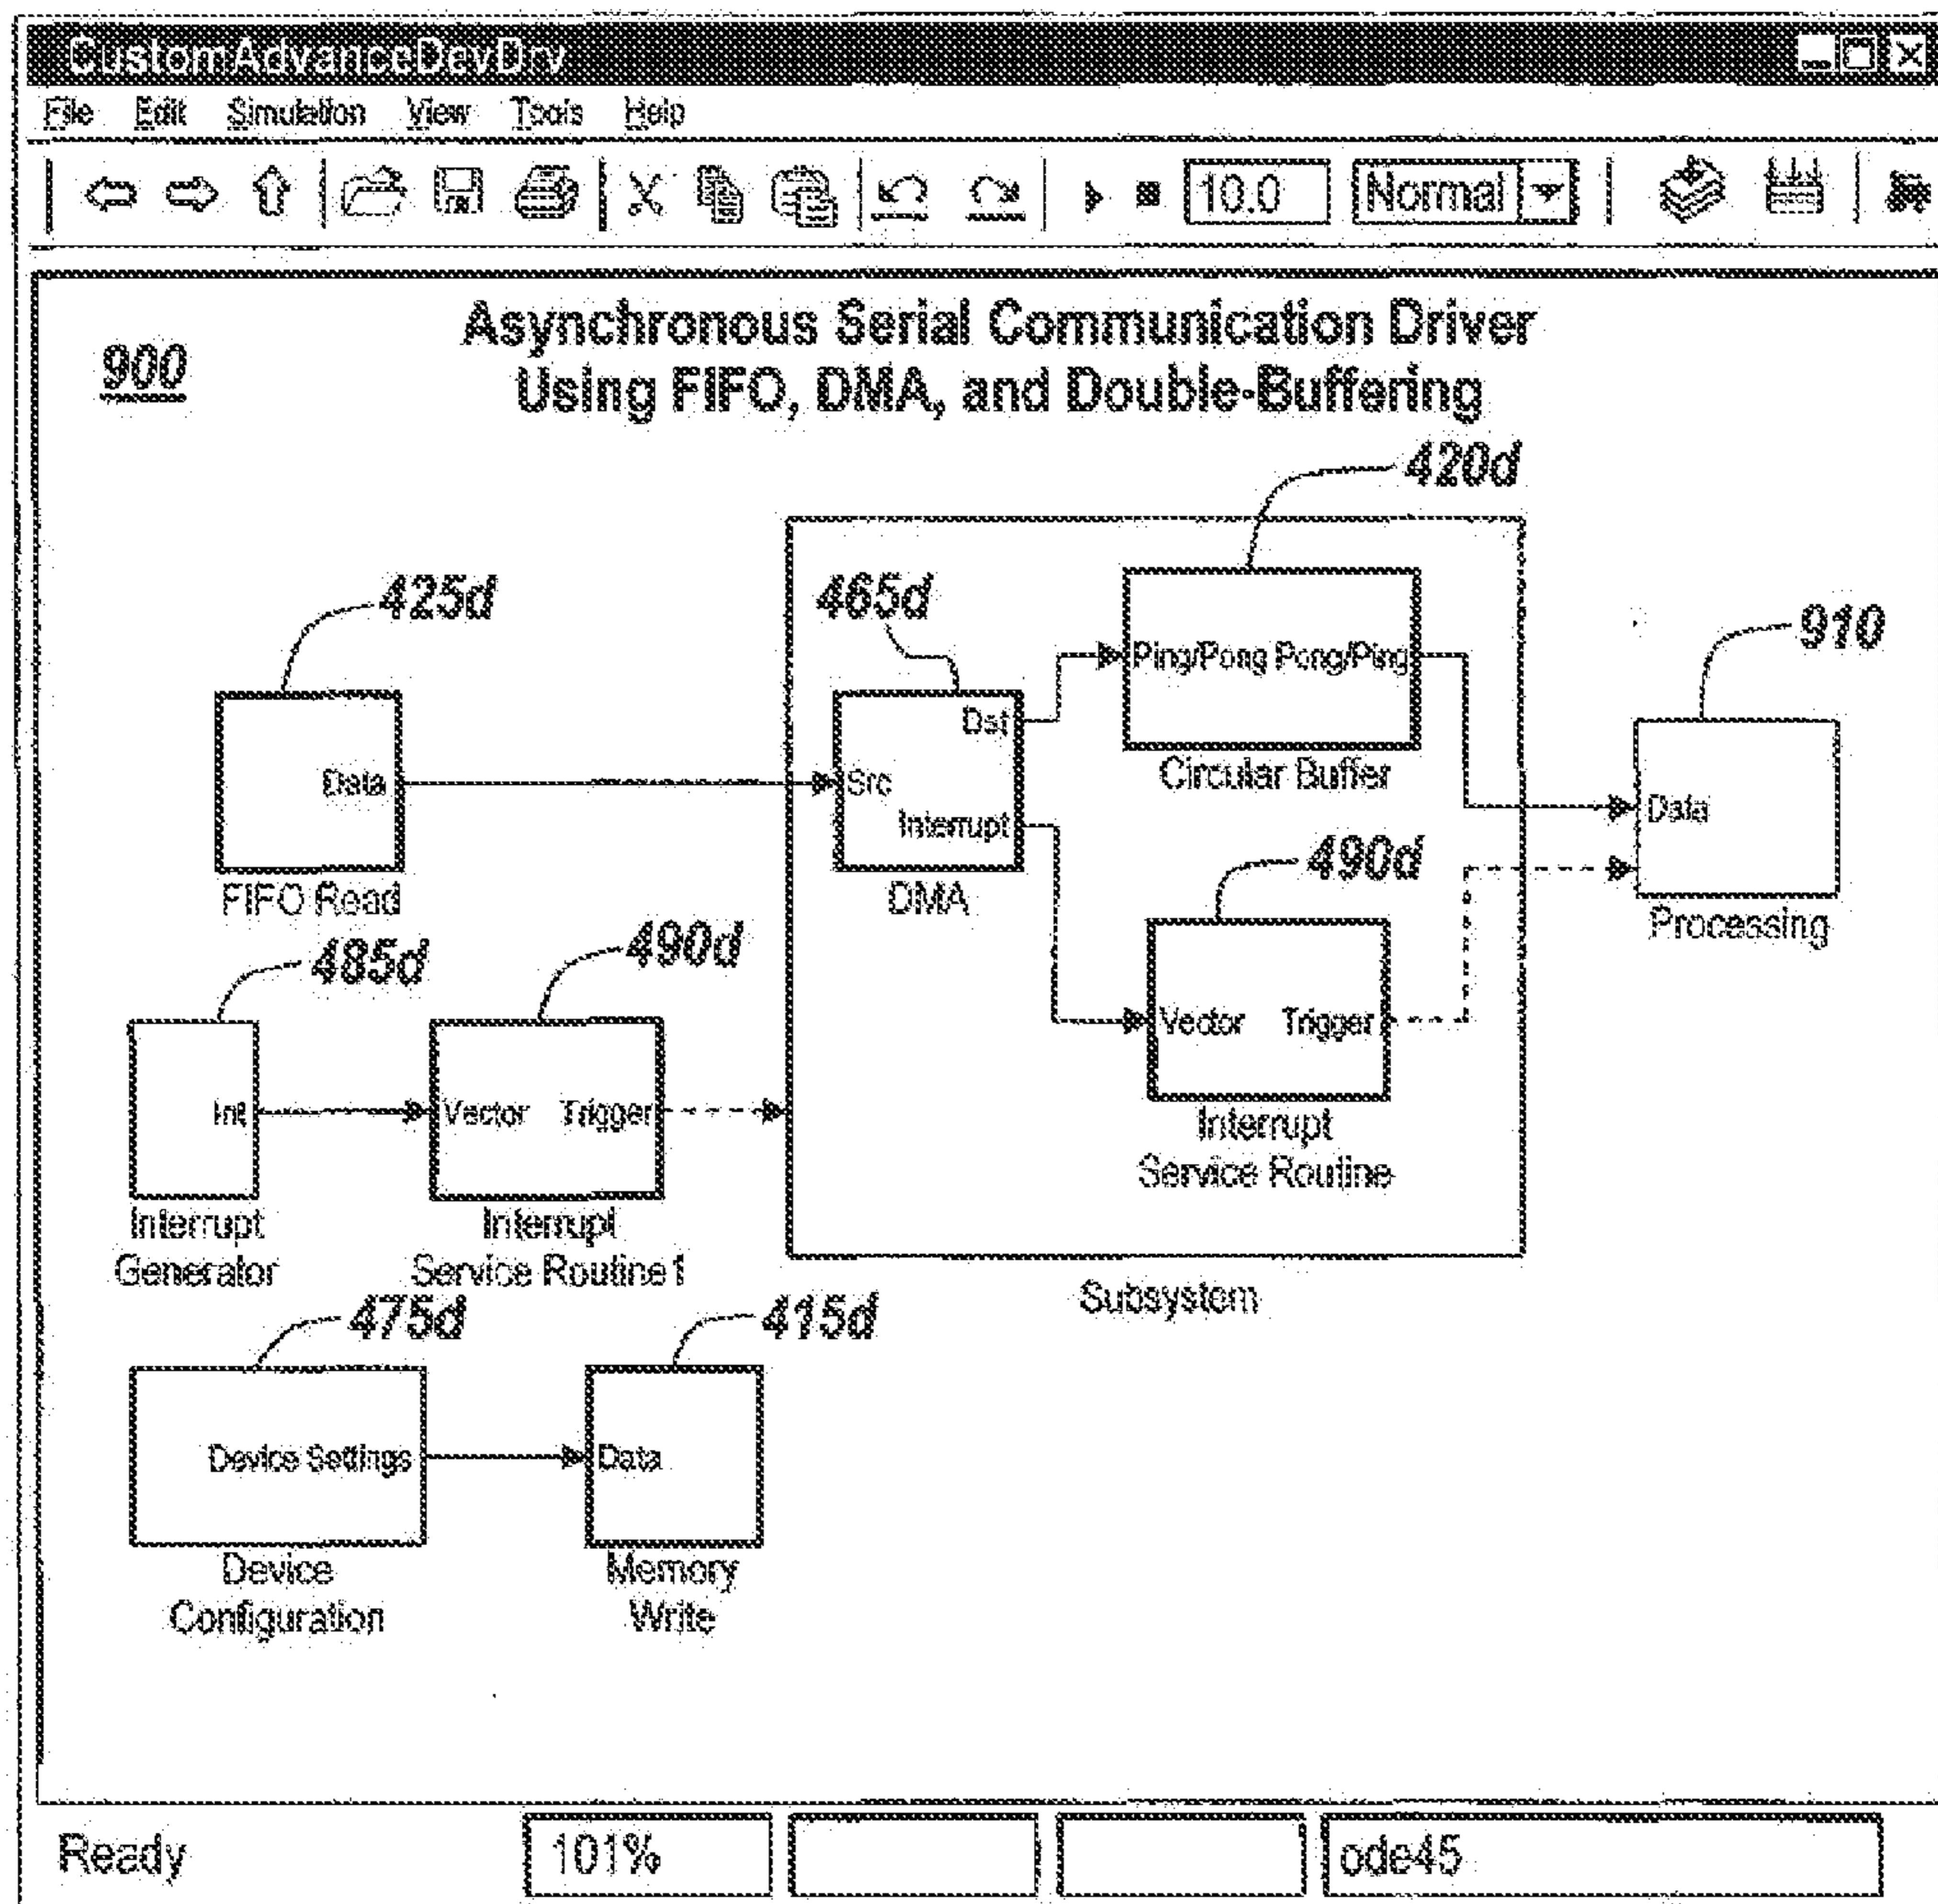 CustomAdvanceDevDrv
File Edit Simulation View Tools Help
10.0 Normal
Asynchronous Serial Communication Driver
900
Using FIFO, DMA, and Double-Buffering
420d
425d
465d
910
Ping/Pong Pong/Ping
Dst
Data
Src
Circular Buffer
Data
Interrupt
490d
FIFO Read
DMA
Processing
485d
490d
Vector Trigger
Int
Vector Trigger
Interrupt
Service Routine
Interrupt
Generator
Interrupt
Service Routine1
Subsystem
475d
415d
Device Settings
Data
Device
Configuration
Memory
Write
Ready
101%
ode45